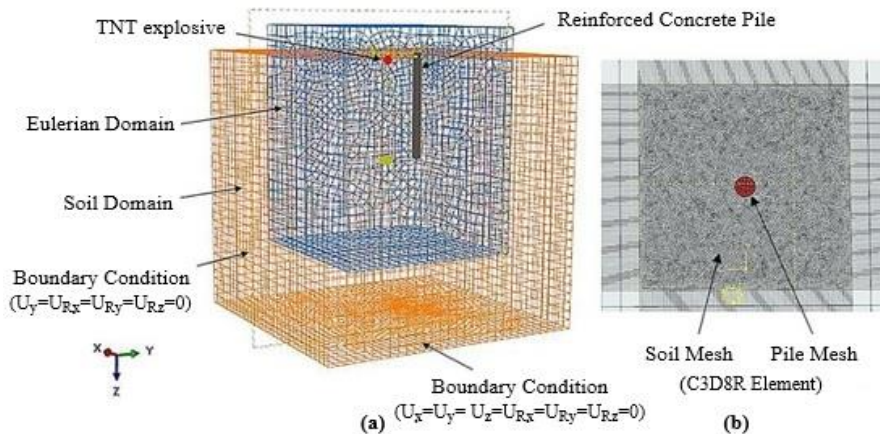 TNT explosive
Reinforced Concrete Pile
Eulerian Domain
Soil Domain
Boundary Condition
(Uy=URx=URy=URz=0)
X
Y
Z
Boundary Condition
(Ux=Uy= Uz=URx=URy=URz=0)
(a)
Soil Mesh
Pile Mesh
(C3D8R Element)
(b)